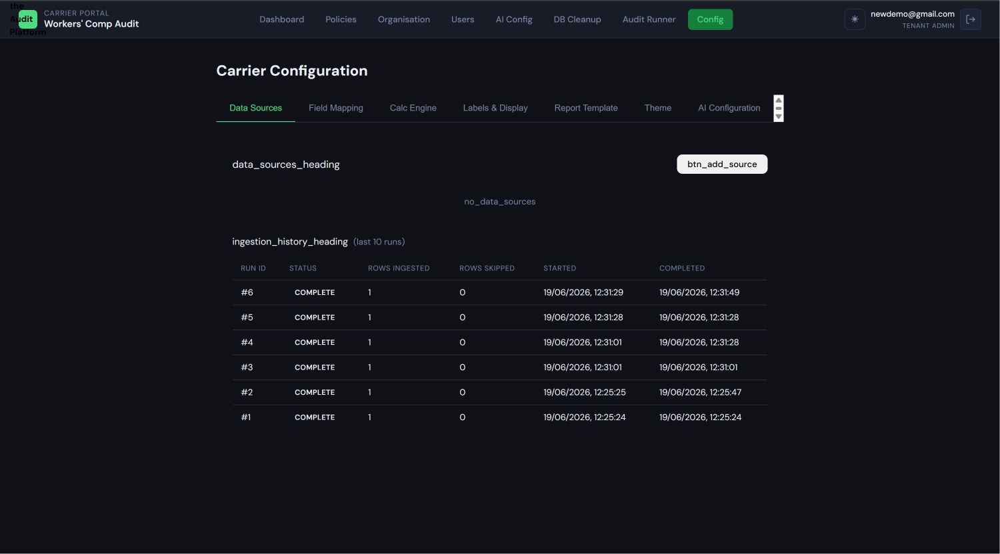 the
Audit
Platform
CARRIER PORTAL
Workers' Comp Audit
Dashboard Policies Organisation Users AI Config DB Cleanup Audit Runner Config
newdemo@gmail.com
TENANT ADMIN
Carrier Configuration
Data Sources Field Mapping Calc Engine Labels & Display Report Template Theme AI Configuration
data_sources_heading btn_add_source
no_data_sources
ingestion_history_heading (last 10 runs)
RUN ID STATUS ROWS INGESTED ROWS SKIPPED STARTED COMPLETED
#6 COMPLETE 1 0 19/06/2026, 12:31:29 19/06/2026, 12:31:49
#5 COMPLETE 1 0 19/06/2026, 12:31:28 19/06/2026, 12:31:28
#4 COMPLETE 1 0 19/06/2026, 12:31:01 19/06/2026, 12:31:28
#3 COMPLETE 1 0 19/06/2026, 12:31:01 19/06/2026, 12:31:01
#2 COMPLETE 1 0 19/06/2026, 12:25:25 19/06/2026, 12:25:47
#1 COMPLETE 1 0 19/06/2026, 12:25:24 19/06/2026, 12:25:24